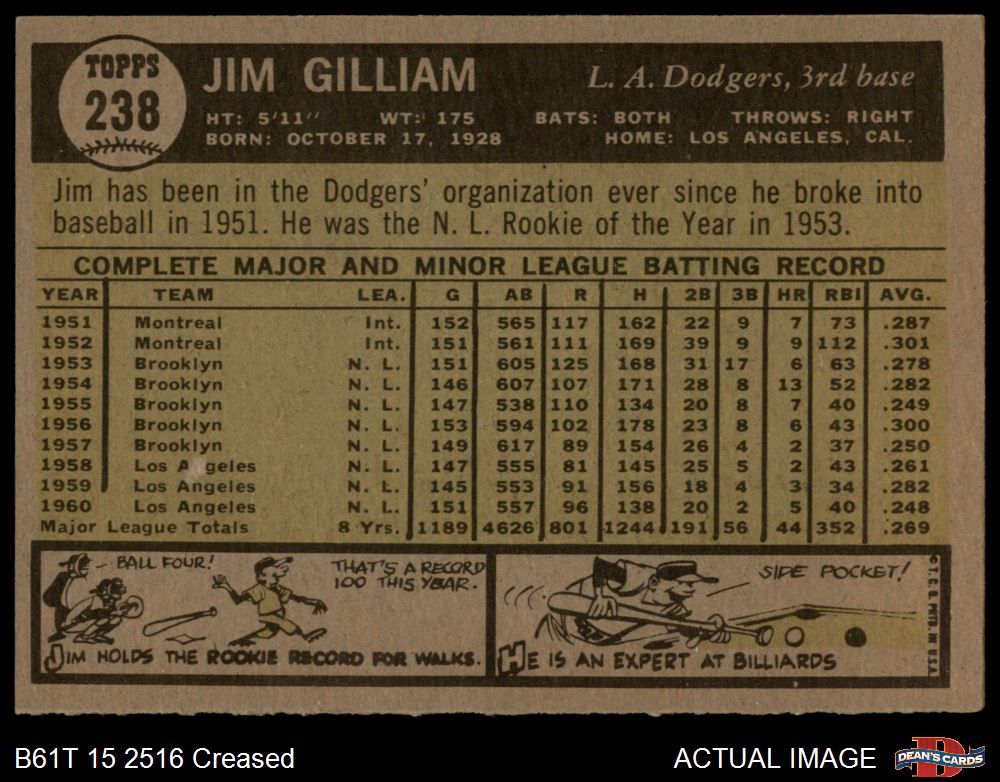 TOPPS
238
JIM GILLIAM
L. A. Dodgers, 3rd base
HT: 5'11" WT: 175 BATS: BOTH THROWS: RIGHT
BORN: OCTOBER 17, 1928 HOME: LOS ANGELES, CAL.
Jim has been in the Dodgers' organization ever since he broke into
baseball in 1951. He was the N. L. Rookie of the Year in 1953.
COMPLETE MAJOR AND MINOR LEAGUE BATTING RECORD
YEAR TEAM LEA. G AB R H 2B 3B HR RBI AVG.
1951 Montreal Int. 152 565 117 162 22 9 7 73 .287
1952 Montreal Int. 151 561 111 169 39 9 9 112 .301
1953 Brooklyn N. L. 151 605 125 168 31 17 6 63 .278
1954 Brooklyn N. L. 146 607 107 171 28 8 13 52 .282
1955 Brooklyn N. L. 147 538 110 134 20 8 7 40 .249
1956 Brooklyn N. L. 153 594 102 178 23 8 6 43 .300
1957 Brooklyn N. L. 149 617 89 154 26 4 2 37 .250
1958 Los A geles N. L. 147 555 81 145 25 5 2 43 .261
1959 Los Angeles N. L. 145 553 91 156 18 4 3 34 .282
1960 Los Angeles N. L. 151 557 96 138 20 2 5 40 .248
Major League Totals 8 Yrs. 1189 4626 801 1244 191 56 44 352 .269
BALL FOUR!
THAT'S A RECORD
100 THIS YEAR.
JIM HOLDS THE ROOKIE RECORD FOR WALKS.
SIDE POCKET!
HE IS AN EXPERT AT BILLIARDS
© T. C. G. PRTD. IN U.S.A.
B61T 15 2516 Creased
ACTUAL IMAGE
D
DEAN'S CARDS